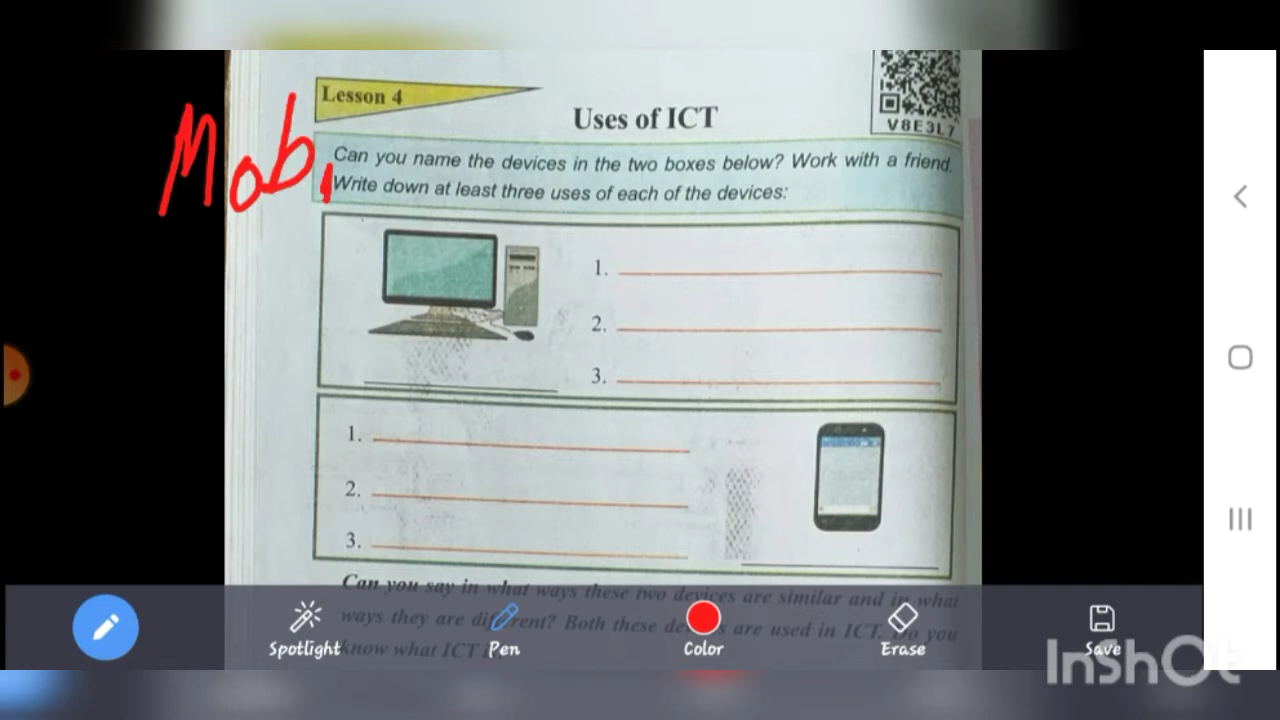 Lesson 4
Uses of ICT
V8E3L7
Mobi
Can you name the devices in the two boxes below? Work with a friend.
Write down at least three uses of each of the devices:
1.
2.
3.
1.
2.
3.
Can you say in what ways these two devices are similar and in what
ways they are different? Both these devices are used in ICT. Do you
know what ICT
Spotlight
Pen
Color
Erase
Save
InShOt